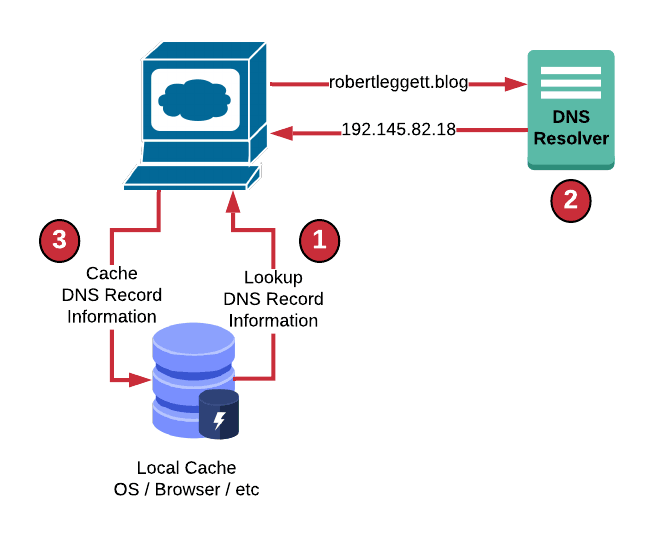 robertleggett.blog
192.145.82.18
DNS
Resolver
2
3
1
Cache
DNS Record
Information
Lookup
DNS Record
Information
Local Cache
OS / Browser / etc